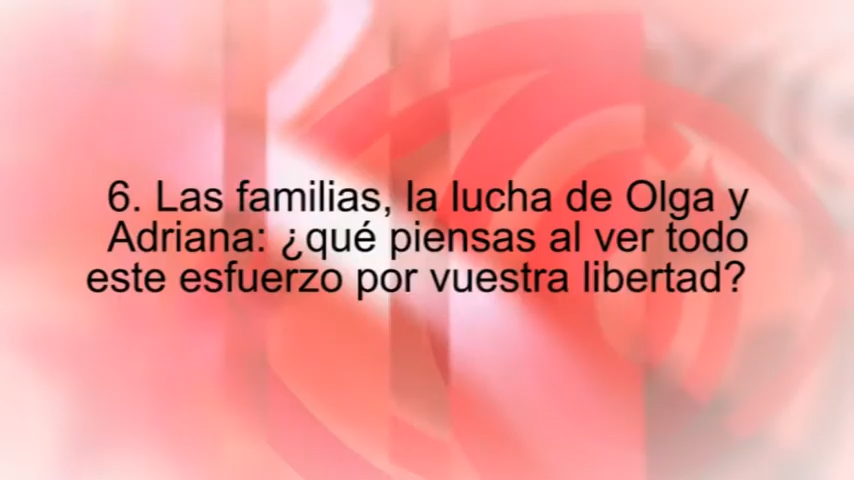 6. Las familias, la lucha de Olga y
Adriana: ¿qué piensas al ver todo
este esfuerzo por vuestra libertad?